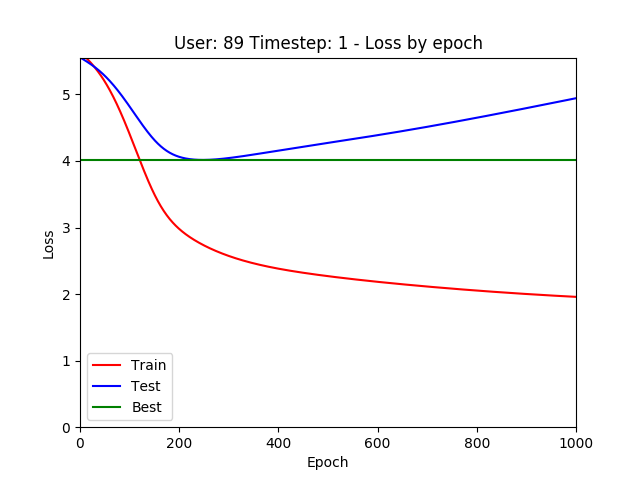 User: 89 Timestep: 1 - Loss by epoch
Loss
5
4
3
2
1
0
Train
Test
Best
0 200 400 600 800 1000
Epoch